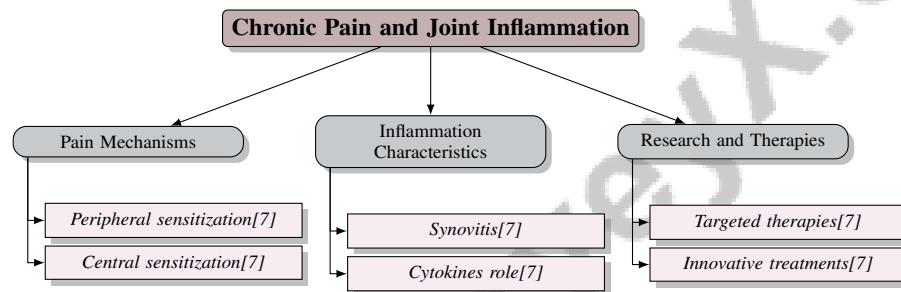 Chronic Pain and Joint Inflammation
Pain Mechanisms
Peripheral sensitization[7]
Central sensitization[7]
Inflammation
Characteristics
Synovitis[7]
Cytokines role[7]
Research and Therapies
Targeted therapies[7]
Innovative treatments[7]